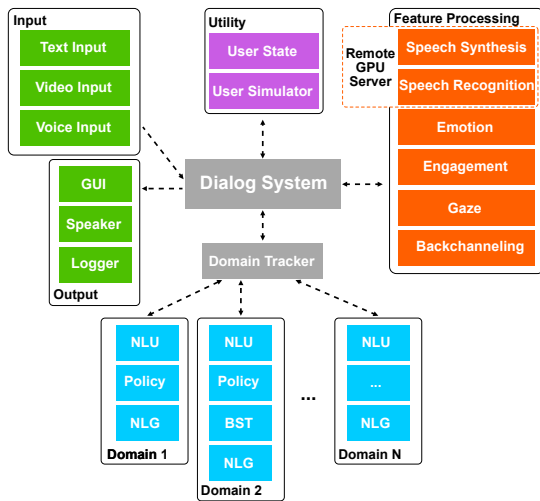 Input
Text Input
Video Input
Voice Input
Utility
User State
User Simulator
Feature Processing
Remote
GPU
Server
Speech Synthesis
Speech Recognition
Emotion
Engagement
Gaze
Backchanneling
Dialog System
GUI
Speaker
Logger
Output
Domain Tracker
NLU
Policy
NLG
Domain 1
NLU
Policy
BST
NLG
Domain 2
...
NLU
...
NLG
Domain N